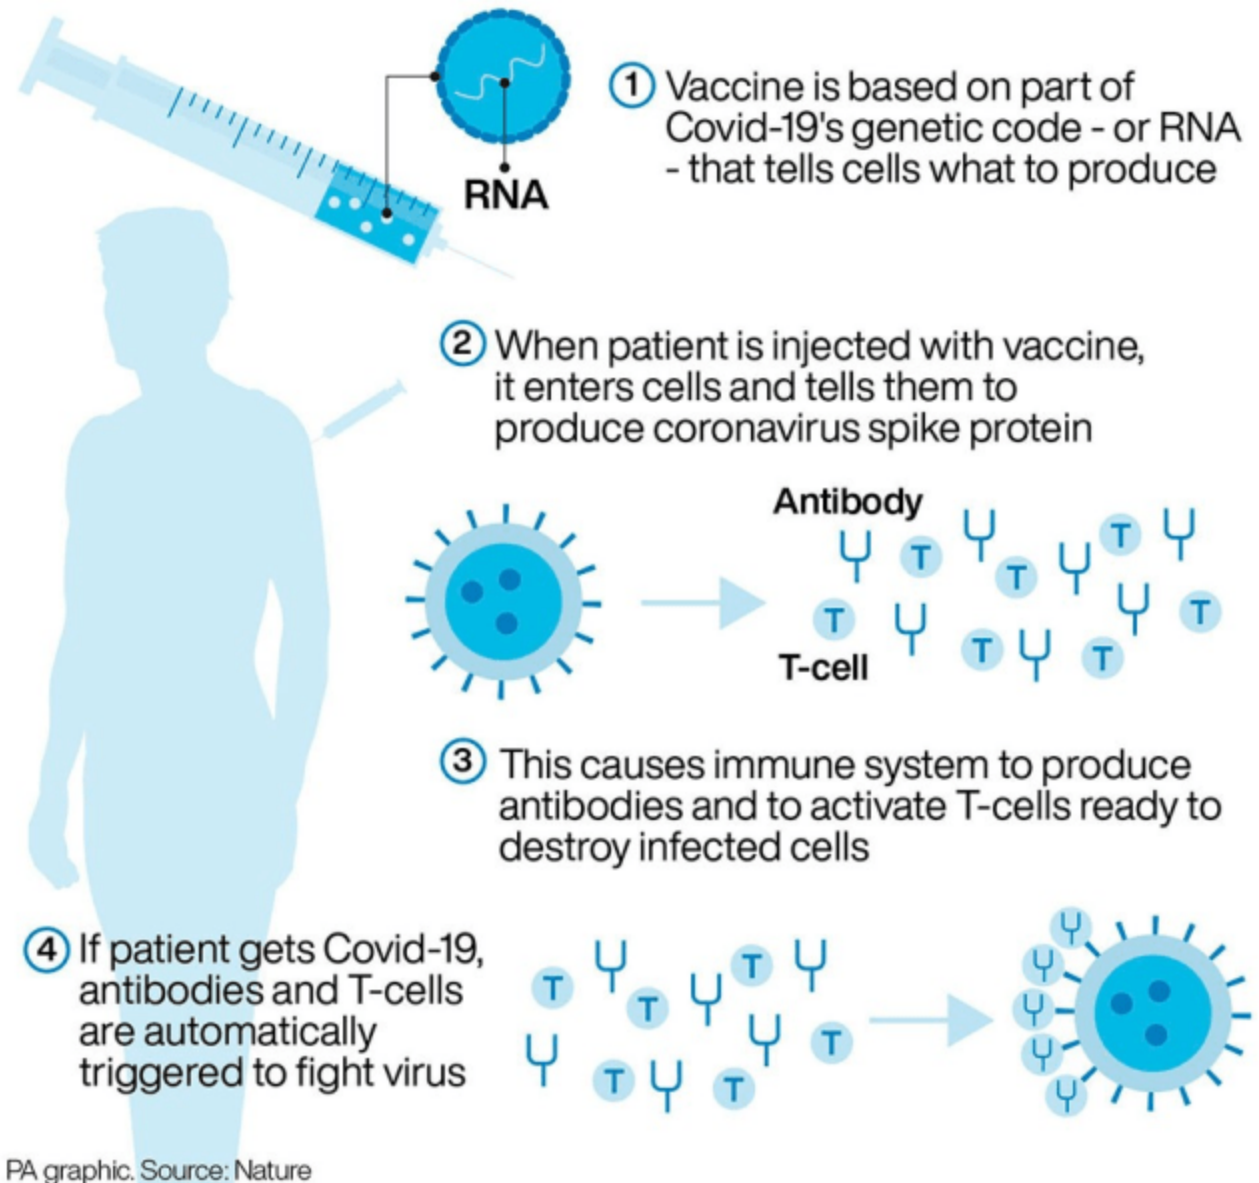 1 Vaccine is based on part of
Covid-19's genetic code - or RNA
- that tells cells what to produce
RNA
2 When patient is injected with vaccine,
it enters cells and tells them to
produce coronavirus spike protein
Antibody
T
T
T
T
T
T
T
T-cell
3 This causes immune system to produce
antibodies and to activate T-cells ready to
destroy infected cells
4 If patient gets Covid-19,
antibodies and T-cells
are automatically
triggered to fight virus
T
T
T
T
T
T
PA graphic. Source: Nature